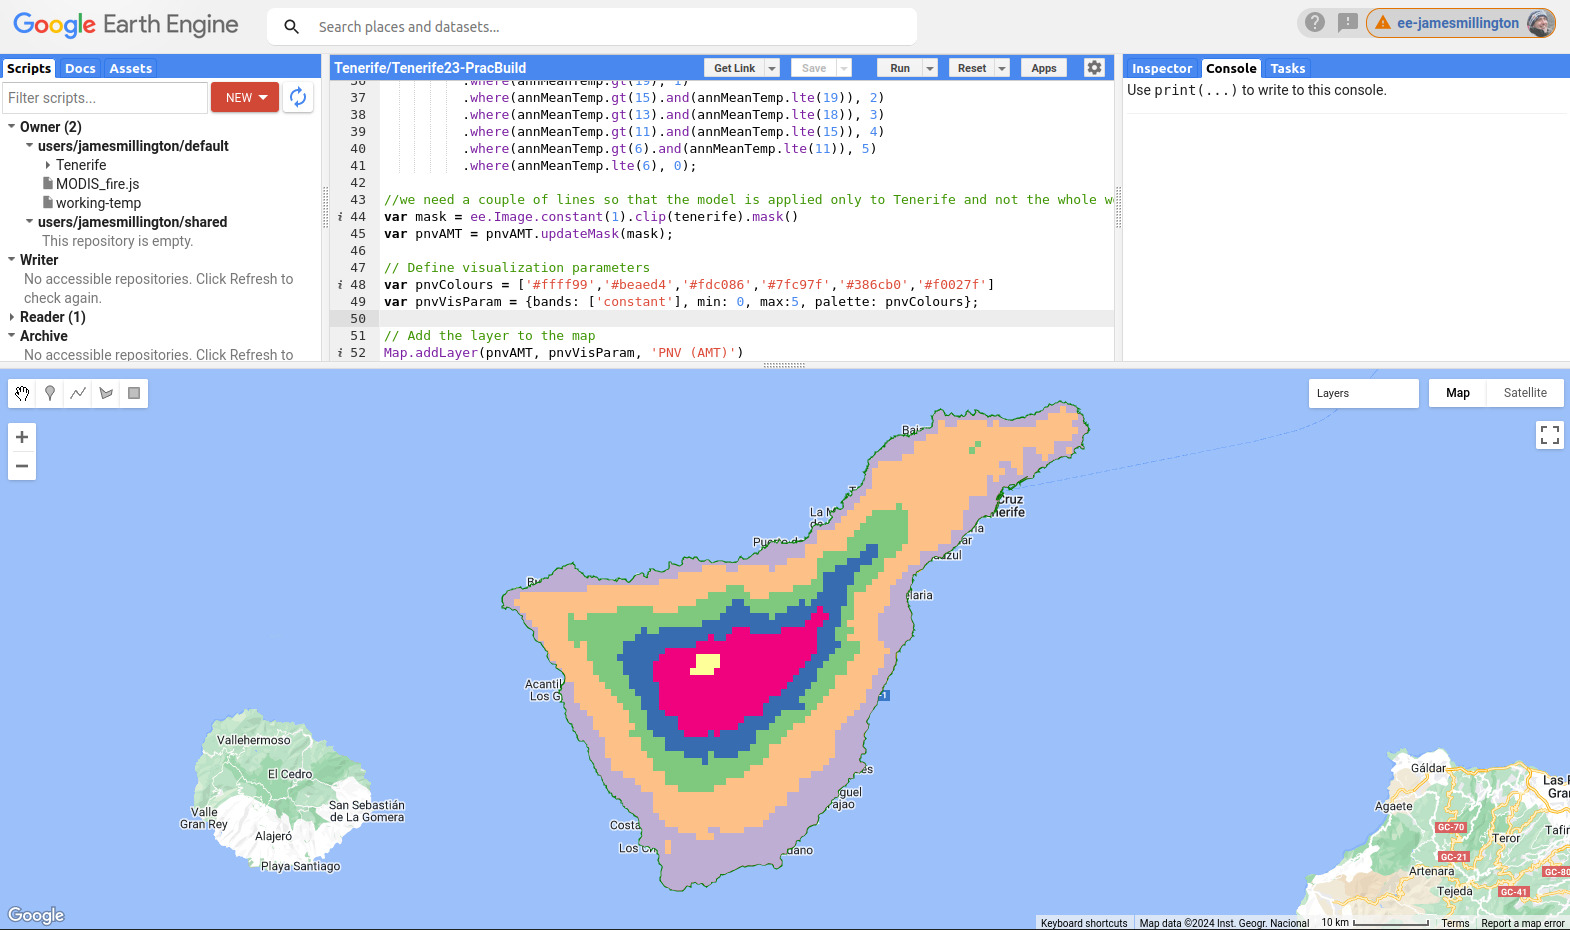 Google Earth Engine
Search places and datasets...
ee-jamesmillington
Scripts Docs Assets
Filter scripts...
NEW
Owner (2)
users/jamesmillington/default
Tenerife
MODIS_fire.js
working-temp
users/jamesmillington/shared
This repository is empty.
Writer
No accessible repositories. Click Refresh to
check again.
Reader (1)
Archive
No accessible repositories. Click Refresh to
Tenerife/Tenerife23-PracBuild
Get Link Save Run Reset Apps
36 .where(annMeanTemp.gt(19), 1)
37 .where(annMeanTemp.gt(15).and(annMeanTemp.lte(19)), 2)
38 .where(annMeanTemp.gt(13).and(annMeanTemp.lte(18)), 3)
39 .where(annMeanTemp.gt(11).and(annMeanTemp.lte(15)), 4)
40 .where(annMeanTemp.gt(6).and(annMeanTemp.lte(11)), 5)
41 .where(annMeanTemp.lte(6), 0);
42
43 //we need a couple of lines so that the model is applied only to Tenerife and not the whole w
i 44 var mask = ee.Image.constant(1).clip(tenerife).mask()
45 var pnvAMT = pnvAMT.updateMask(mask);
46
47 // Define visualization parameters
i 48 var pnvColours = ['#ffff99','#beaed4','#fdc086','#7fc97f','#386cb0','#f0027f']
49 var pnvVisParam = {bands: ['constant'], min: 0, max:5, palette: pnvColours};
50
51 // Add the layer to the map
i 52 Map.addLayer(pnvAMT, pnvVisParam, 'PNV (AMT)')
Inspector Console Tasks
Use print(...) to write to this console.
Layers
Map Satellite
Baj
La M
de
Cruz
nerife
Puerto de
ar
azul
Bu
laria
Acantil
Los G
1
Vallehermoso
El Cedro
Valle
Gran Rey
San Sebastián
de La Gomera
Alajeró
Playa Santiago
es
guel
ajao
Costa
Los Cr
dano
Gáldar
Las
Gra
Agaete
GC-70
Teror
Tafir
GC-21
Artenara
GC-80
Tejeda
GC-41
Google
Keyboard shortcuts Map data ©2024 Inst. Geogr. Nacional 10 km Terms Report a map error